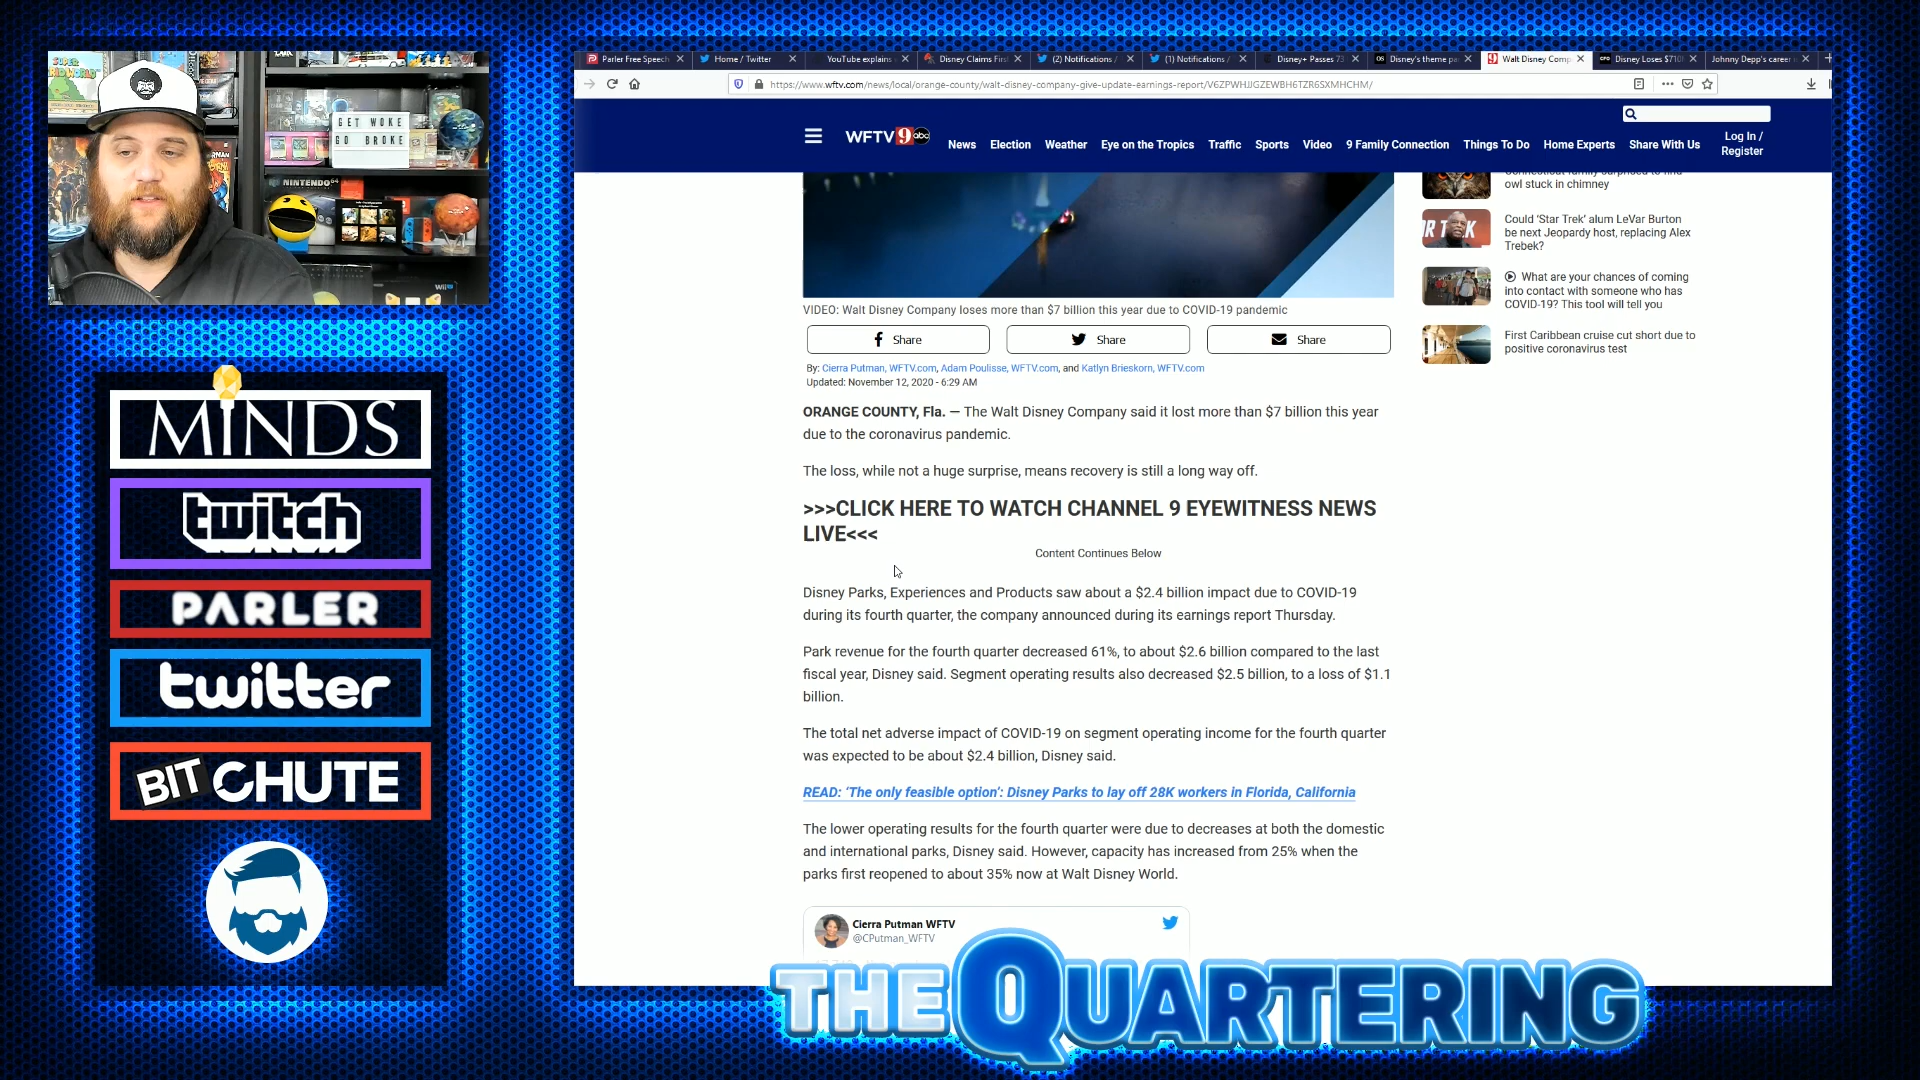 SUPER
GET WOKE
GO BROKE
NINTENDO 64
WiiU
MINDS
twitch
PARLER
twitter
BITCHUTE
Parler Free Speech
Home / Twitter
YouTube explains
Disney Claims Firs
(2) Notifications /
(1) Notifications /
Disney+ Passes 73
Disney's theme pa
Walt Disney Comp
Disney Loses $710
Johnny Depp's career
https://www.wftv.com/news/local/orange-county/walt-disney-company-give-update-earnings-report/V6ZPWHJJGZEWBH6TZR6SXMHCHM/
WFTV 9 abc
News
Election
Weather
Eye on the Tropics
Traffic
Sports
Video
9 Family Connection
Things To Do
Home Experts
Share With Us
Log In /
Register
owl stuck in chimney
Could 'Star Trek' alum LeVar Burton
be next Jeopardy host, replacing Alex
Trebek?
What are your chances of coming
into contact with someone who has
COVID-19? This tool will tell you
First Caribbean cruise cut short due to
positive coronavirus test
VIDEO: Walt Disney Company loses more than $7 billion this year due to COVID-19 pandemic
Share
Share
Share
By: Cierra Putman, WFTV.com, Adam Poulisse, WFTV.com, and Katlyn Brieskorn, WFTV.com
Updated: November 12, 2020 - 6:29 AM
ORANGE COUNTY, Fla. — The Walt Disney Company said it lost more than $7 billion this year
due to the coronavirus pandemic.
The loss, while not a huge surprise, means recovery is still a long way off.
>>>CLICK HERE TO WATCH CHANNEL 9 EYEWITNESS NEWS
LIVE<<<
Content Continues Below
Disney Parks, Experiences and Products saw about a $2.4 billion impact due to COVID-19
during its fourth quarter, the company announced during its earnings report Thursday.
Park revenue for the fourth quarter decreased 61%, to about $2.6 billion compared to the last
fiscal year, Disney said. Segment operating results also decreased $2.5 billion, to a loss of $1.1
billion.
The total net adverse impact of COVID-19 on segment operating income for the fourth quarter
was expected to be about $2.4 billion, Disney said.
READ: 'The only feasible option': Disney Parks to lay off 28K workers in Florida, California
The lower operating results for the fourth quarter were due to decreases at both the domestic
and international parks, Disney said. However, capacity has increased from 25% when the
parks first reopened to about 35% now at Walt Disney World.
Cierra Putman WFTV
@CPutman_WFTV
THE QUARTERING